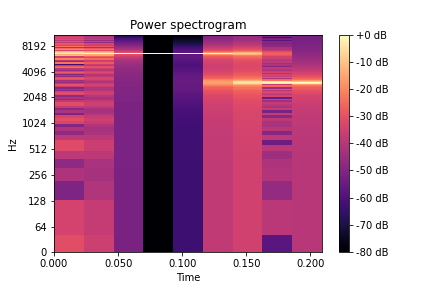 Power spectrogram
8192
4096
2048
1024
512
256
128
64
0
Hz
0.000
0.050
0.100
0.150
0.200
Time
+0 dB
-10 dB
-20 dB
-30 dB
-40 dB
-50 dB
-60 dB
-70 dB
-80 dB